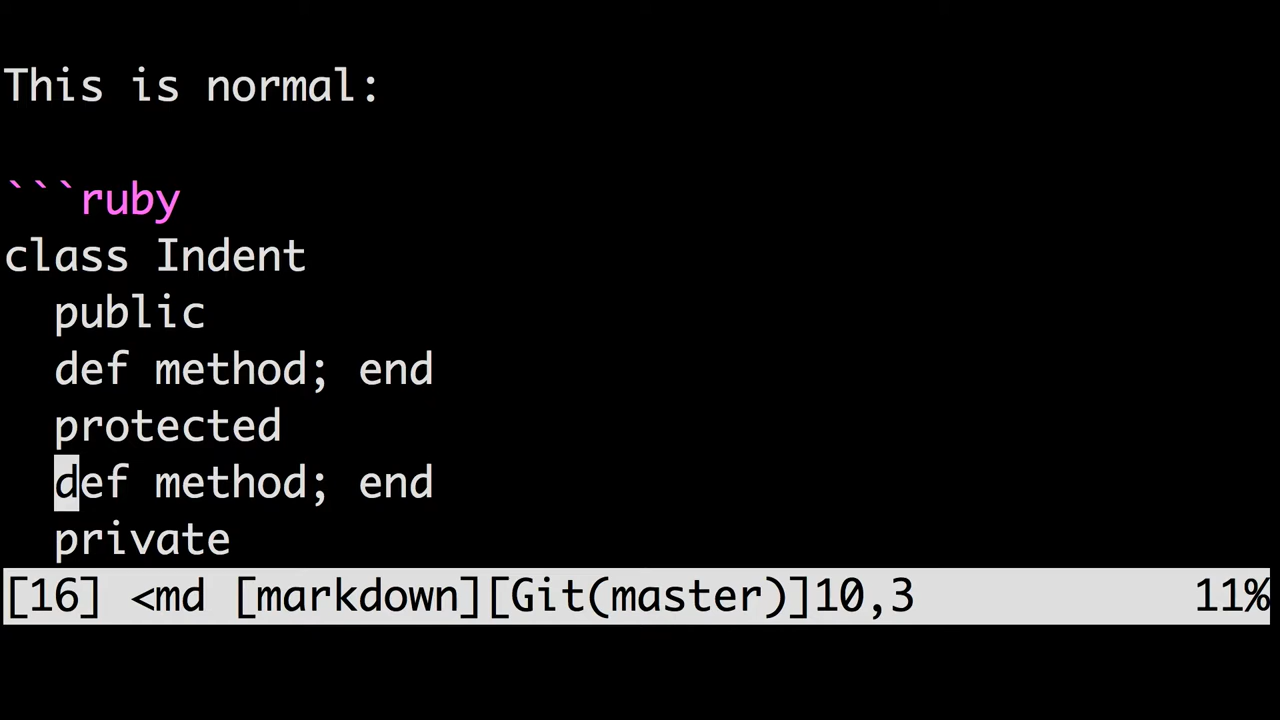 This is normal:
```ruby
class Indent
  public
  def method; end
  protected
  def method; end
  private
[16] <md [markdown][Git(master)]10,3 11%